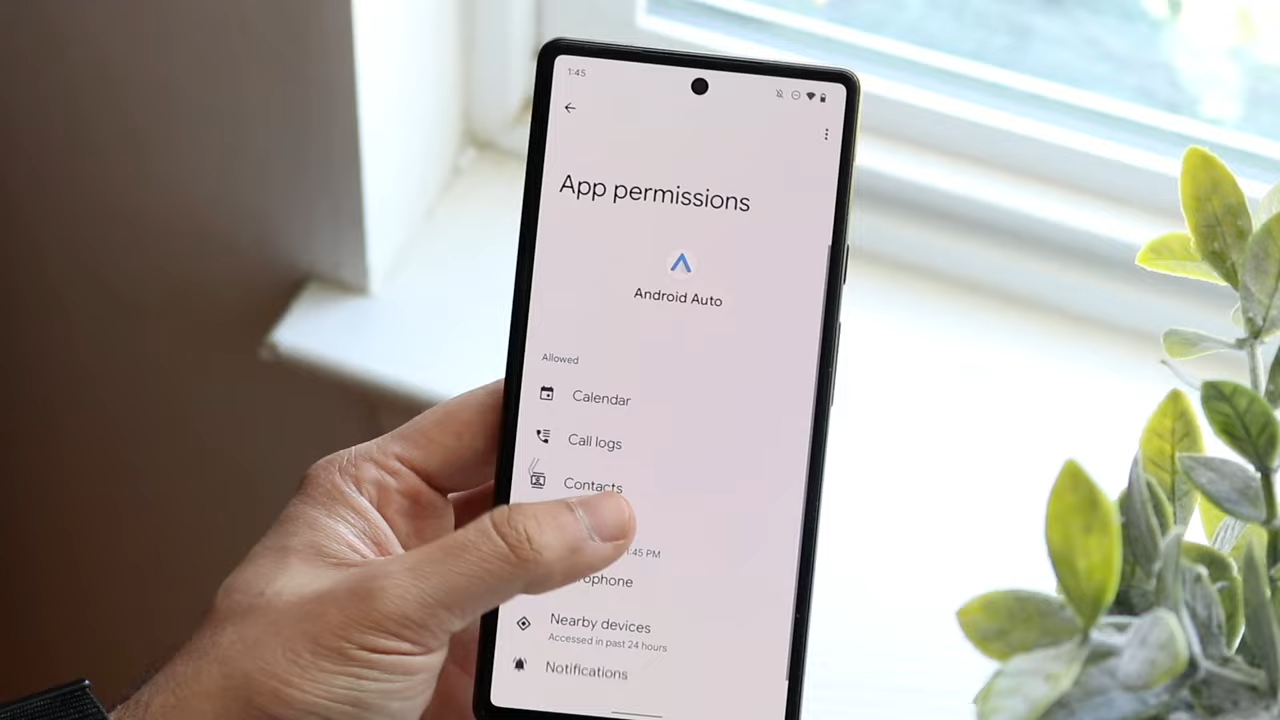 1:45
App permissions
Android Auto
Allowed
Calendar
Call logs
Contacts
1:45 PM
Nearby devices
Accessed in past 24 hours
Notifications